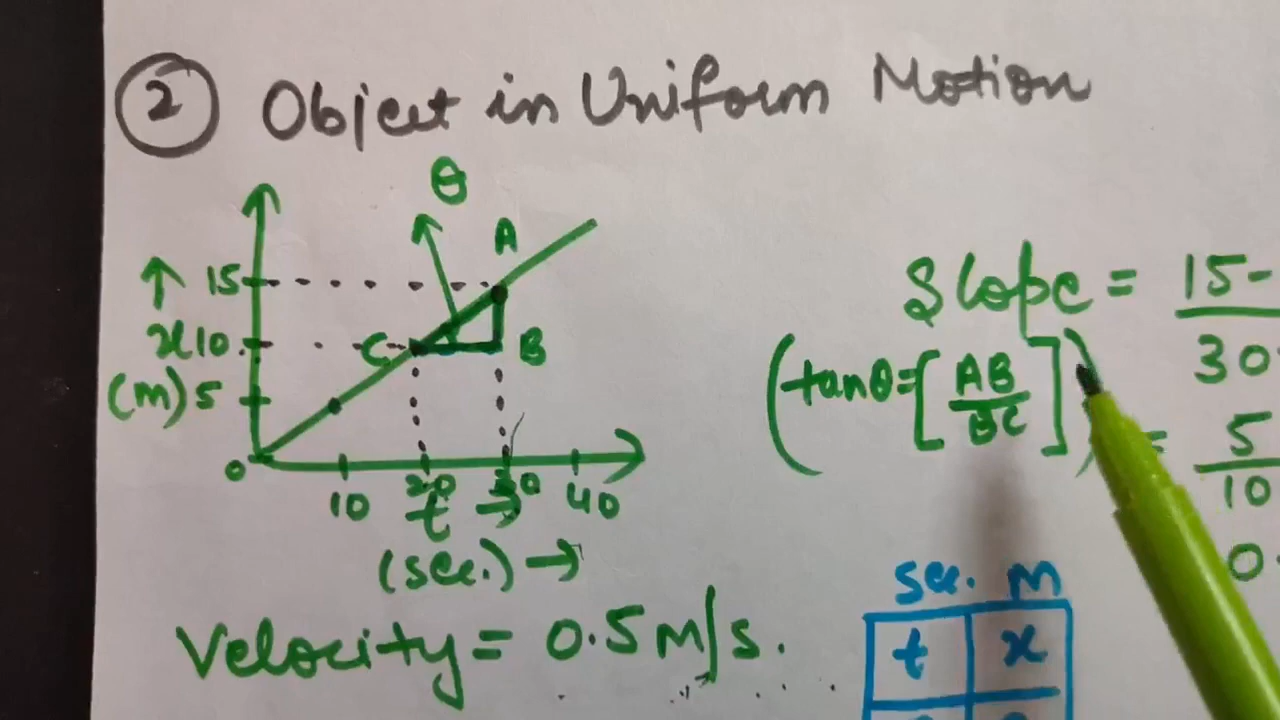 ② Object in Uniform Motion
θ
A
↑ 15
x 10
C
B
(m) 5
0
10 20 30 40
t →
(sec.) →
Slope = 15-
30
(tanθ=[AB/BC]) = 5/10
0.
Velocity = 0.5 m/s.
sec. M
t x